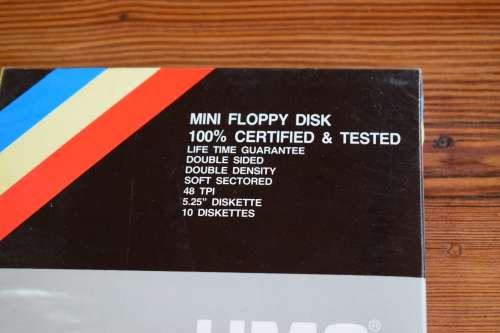 MINI FLOPPY DISK
100% CERTIFIED & TESTED
LIFE TIME GUARANTEE
DOUBLE SIDED
DOUBLE DENSITY
SOFT SECTORED
48 TPI
5.25" DISKETTE
10 DISKETTES